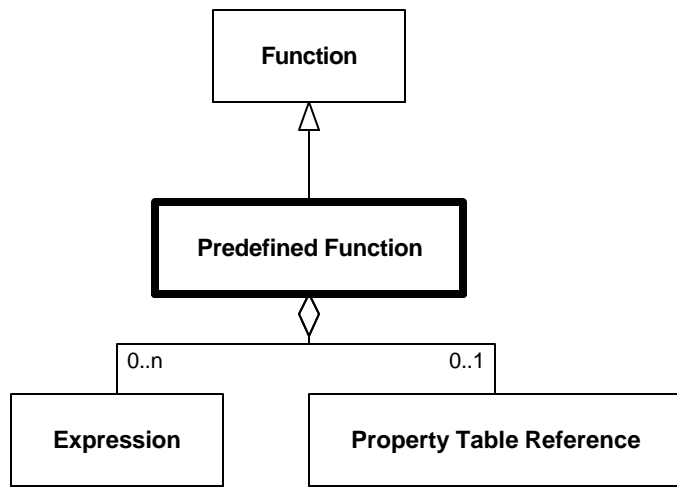 Function
Predefined Function
0..n
0..1
Expression
Property Table Reference